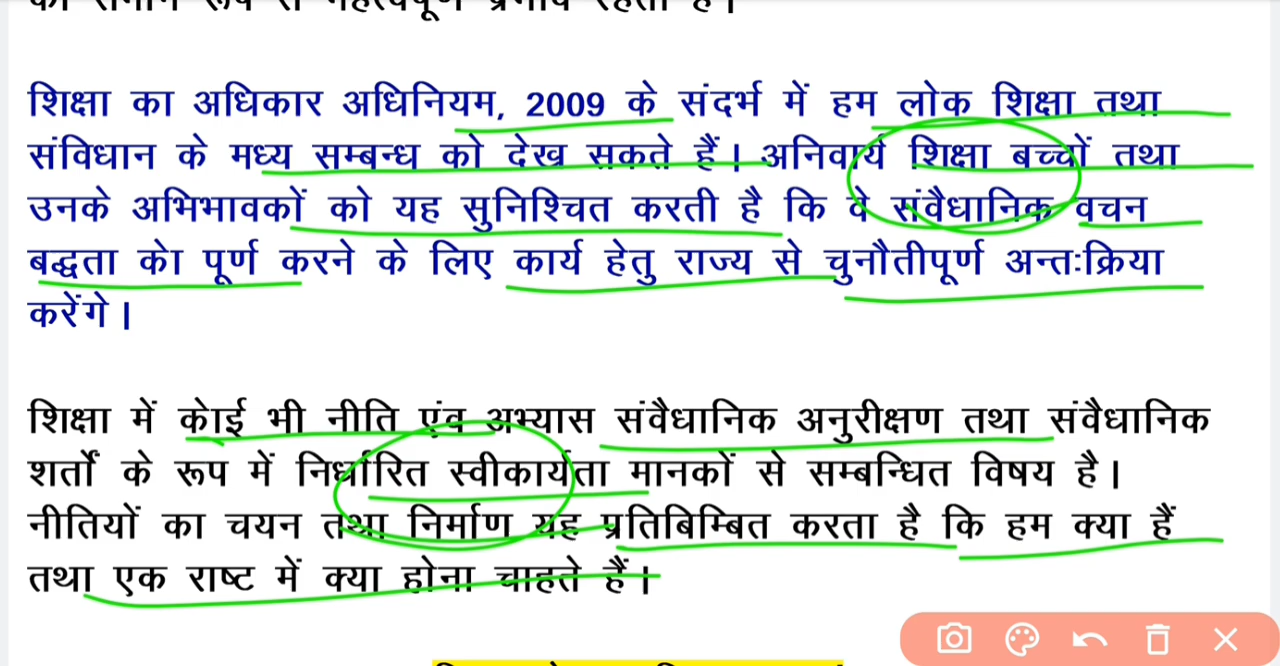 शिक्षा का अधिकार अधिनियम, 2009 के संदर्भ में हम लोक शिक्षा तथा
संविधान के मध्य सम्बन्ध को देख सकते हैं। अनिवार्य शिक्षा बच्चों तथा
उनके अभिभावकों को यह सुनिश्चित करती है कि वे संवैधानिक वचन
बद्धता केा पूर्ण करने के लिए कार्य हेतु राज्य से चुनौतीपूर्ण अन्तःक्रिया
करेंगे।
शिक्षा में केाई भी नीति एंव अभ्यास संवैधानिक अनुरीक्षण तथा संवैधानिक
शर्तों के रूप में निर्धारित स्वीकार्यता मानकों से सम्बन्धित विषय है।
नीतियों का चयन तथा निर्माण यह प्रतिबिम्बित करता है कि हम क्या हैं
तथा एक राष्ट में क्या होना चाहते हैं।